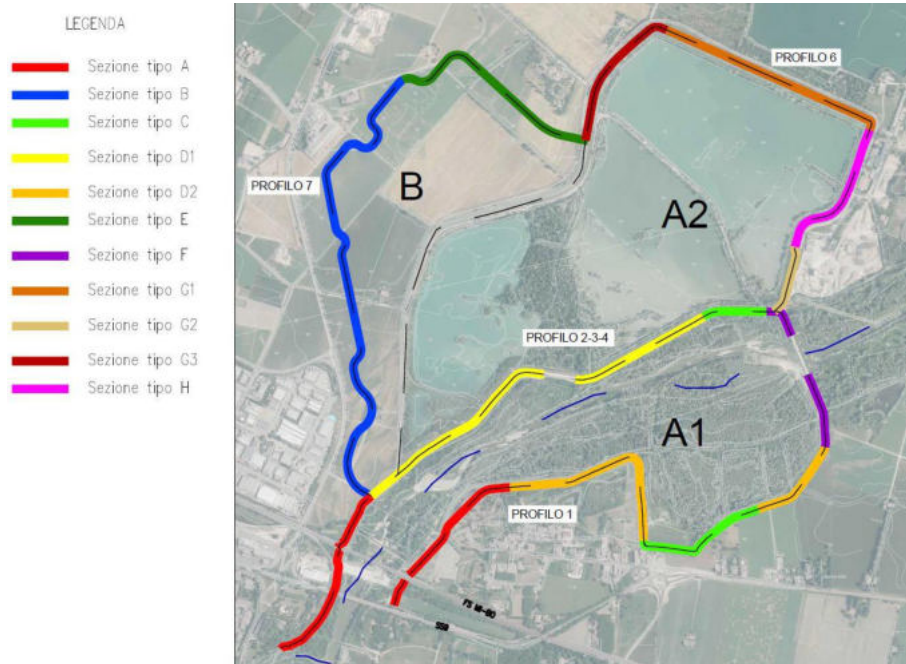 LEGENDA
Sezione tipo A
Sezione tipo B
Sezione tipo C
Sezione tipo D1
Sezione tipo D2
Sezione tipo E
Sezione tipo F
Sezione tipo G1
Sezione tipo G2
Sezione tipo G3
Sezione tipo H
PROFILO 6
PROFILO 7
B
A2
PROFILO 2-3-4
A1
PROFILO 1
FS MI-BO
SS9